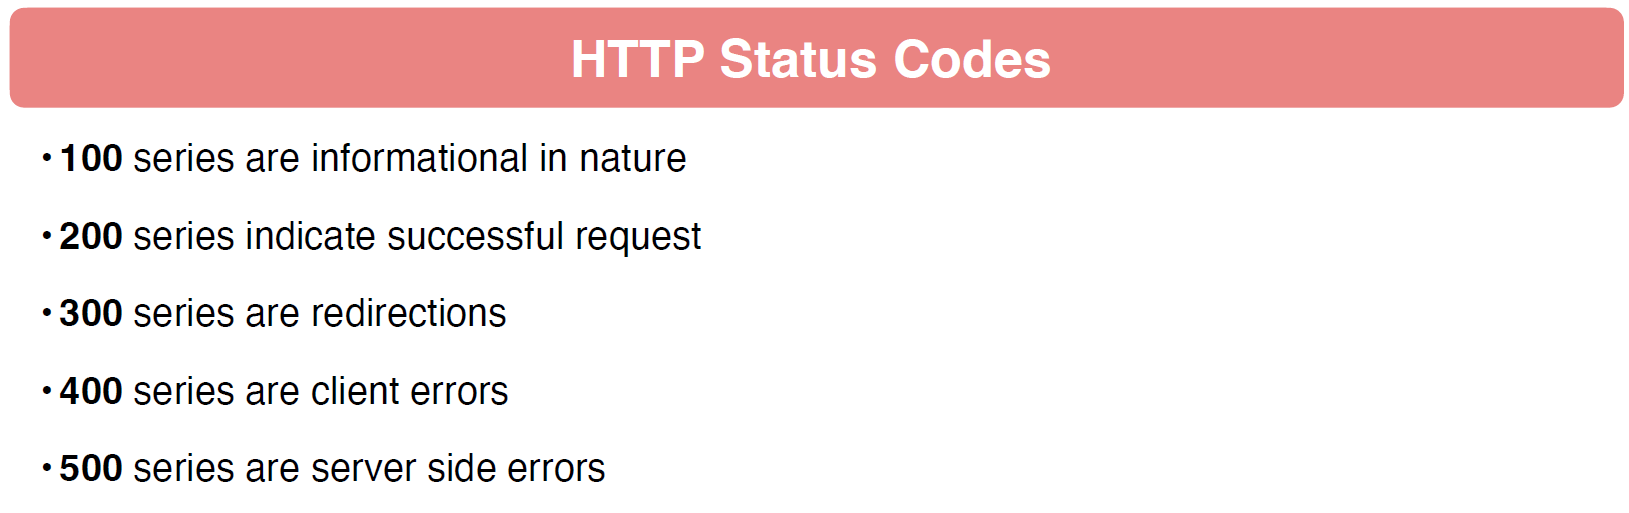 HTTP Status Codes
• 100 series are informational in nature
• 200 series indicate successful request
• 300 series are redirections
• 400 series are client errors
• 500 series are server side errors